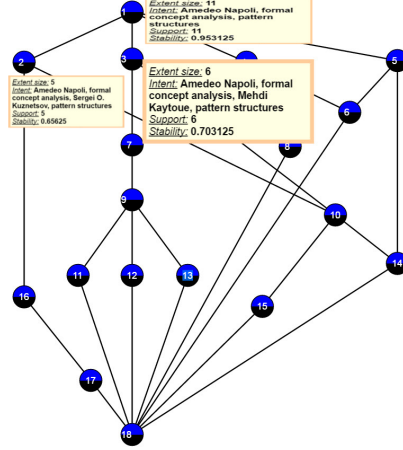 Extent size: 11
Intent: Amedeo Napoli, formal
concept analysis, pattern
structures
Support: 11
Stability: 0.953125
1
2
3
5
Extent size: 6
Intent: Amedeo Napoli, formal
concept analysis, Mehdi
Kaytoue, pattern structures
Support: 6
Stability: 0.703125
Extent size: 5
Intent: Amedeo Napoli, formal
concept analysis, Sergei O.
Kuznetsov, pattern structures
Support: 5
Stability: 0.65625
6
7
8
9
10
11
12
13
14
15
16
17
18